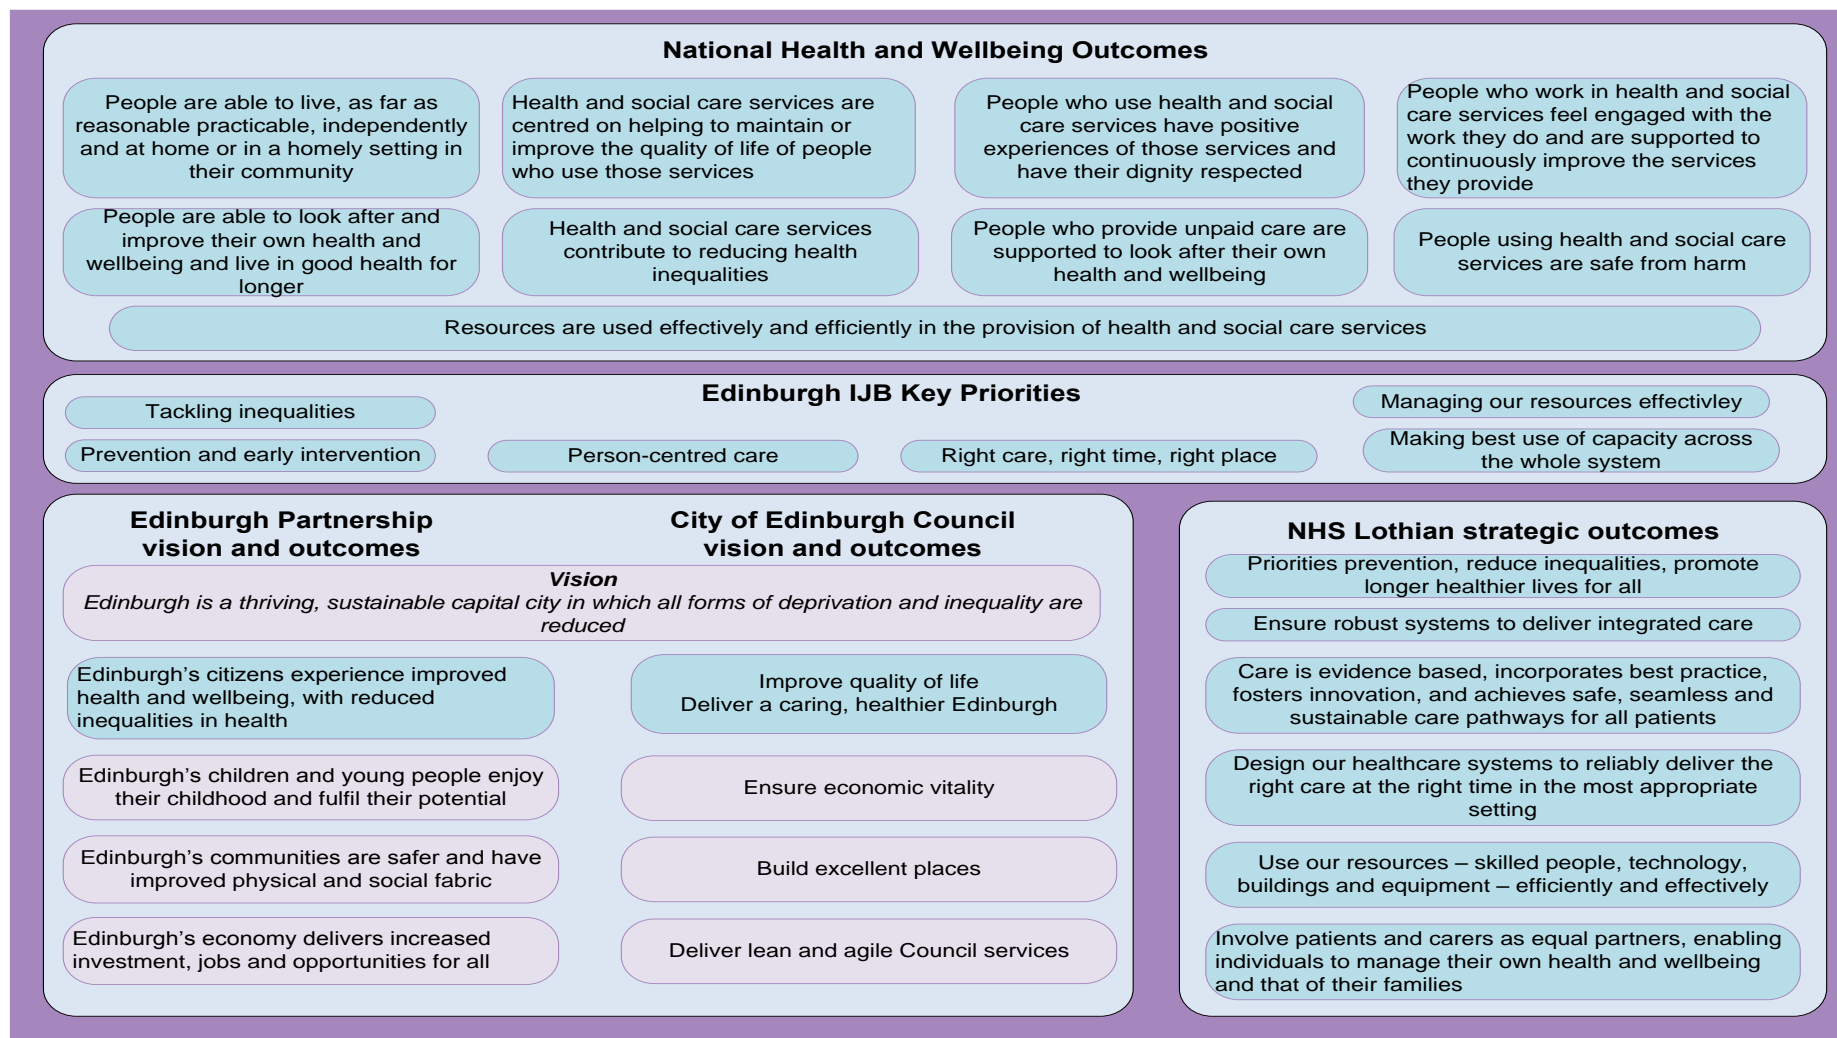 National Health and Wellbeing Outcomes
People are able to live, as far as
reasonable practicable, independently
and at home or in a homely setting in
their community
Health and social care services are
centred on helping to maintain or
improve the quality of life of people
who use those services
People who use health and social
care services have positive
experiences of those services and
have their dignity respected
People who work in health and social
care services feel engaged with the
work they do and are supported to
continuously improve the services
they provide
People are able to look after and
improve their own health and
wellbeing and live in good health for
longer
Health and social care services
contribute to reducing health
inequalities
People who provide unpaid care are
supported to look after their own
health and wellbeing
People using health and social care
services are safe from harm
Resources are used effectively and efficiently in the provision of health and social care services
Edinburgh IJB Key Priorities
Tackling inequalities
Prevention and early intervention
Person-centred care
Right care, right time, right place
Managing our resources effectivley
Making best use of capacity across
the whole system
Edinburgh Partnership
vision and outcomes
City of Edinburgh Council
vision and outcomes
Vision
Edinburgh is a thriving, sustainable capital city in which all forms of deprivation and inequality are
reduced
Edinburgh’s citizens experience improved
health and wellbeing, with reduced
inequalities in health
Improve quality of life
Deliver a caring, healthier Edinburgh
Edinburgh’s children and young people enjoy
their childhood and fulfil their potential
Ensure economic vitality
Edinburgh’s communities are safer and have
improved physical and social fabric
Build excellent places
Edinburgh’s economy delivers increased
investment, jobs and opportunities for all
Deliver lean and agile Council services
NHS Lothian strategic outcomes
Priorities prevention, reduce inequalities, promote
longer healthier lives for all
Ensure robust systems to deliver integrated care
Care is evidence based, incorporates best practice,
fosters innovation, and achieves safe, seamless and
sustainable care pathways for all patients
Design our healthcare systems to reliably deliver the
right care at the right time in the most appropriate
setting
Use our resources – skilled people, technology,
buildings and equipment – efficiently and effectively
Involve patients and carers as equal partners, enabling
individuals to manage their own health and wellbeing
and that of their families